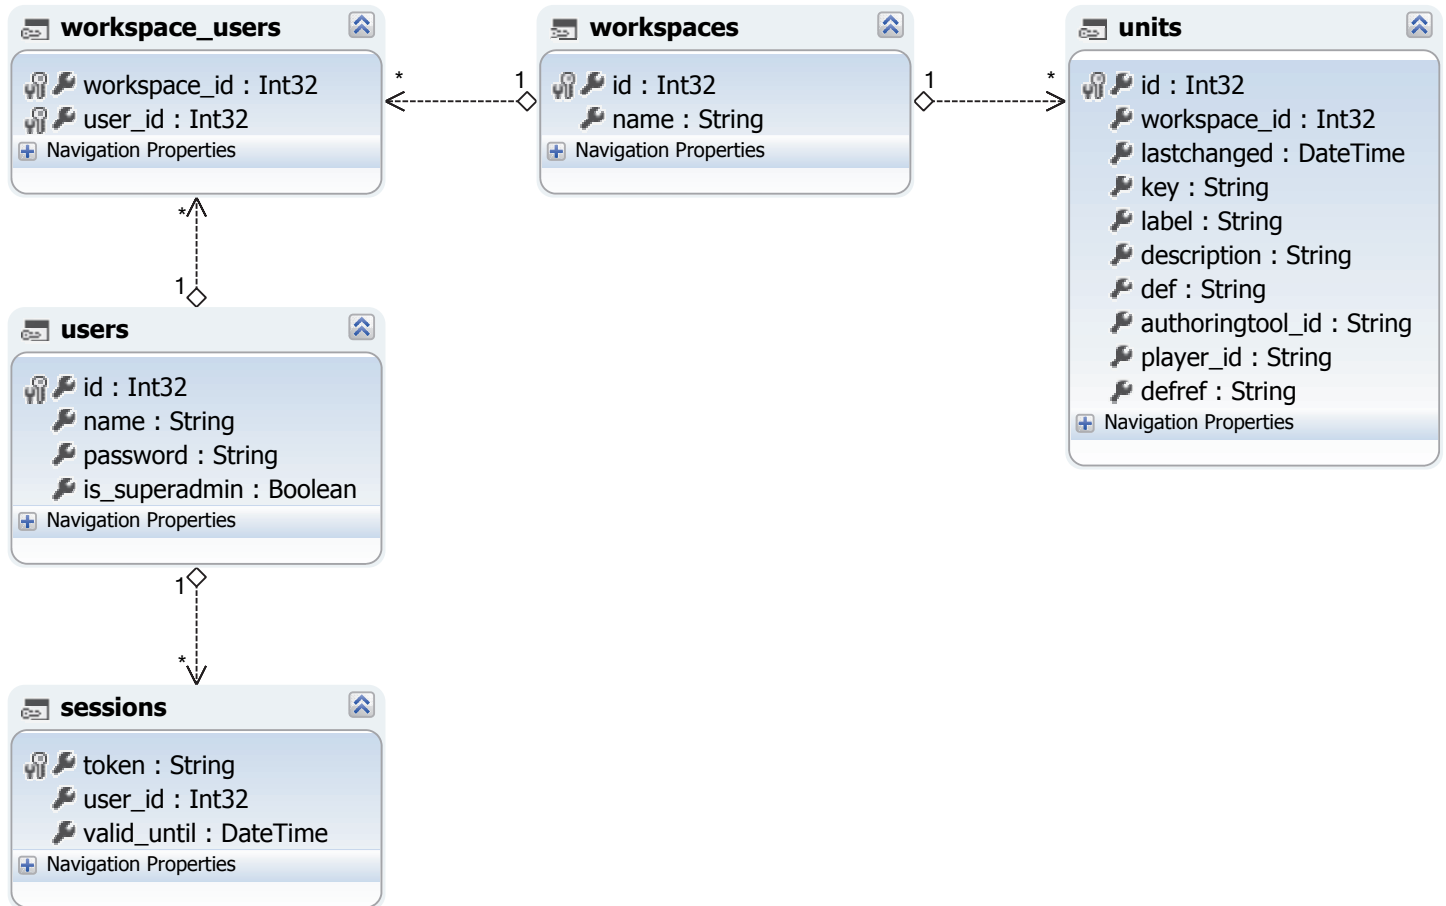 workspace_users
workspace_id : Int32
user_id : Int32
Navigation Properties
*
1
workspaces
id : Int32
name : String
Navigation Properties
1
*
units
id : Int32
workspace_id : Int32
lastchanged : DateTime
key : String
label : String
description : String
def : String
authoringtool_id : String
player_id : String
defref : String
Navigation Properties
*
1
users
id : Int32
name : String
password : String
is_superadmin : Boolean
Navigation Properties
1
*
sessions
token : String
user_id : Int32
valid_until : DateTime
Navigation Properties